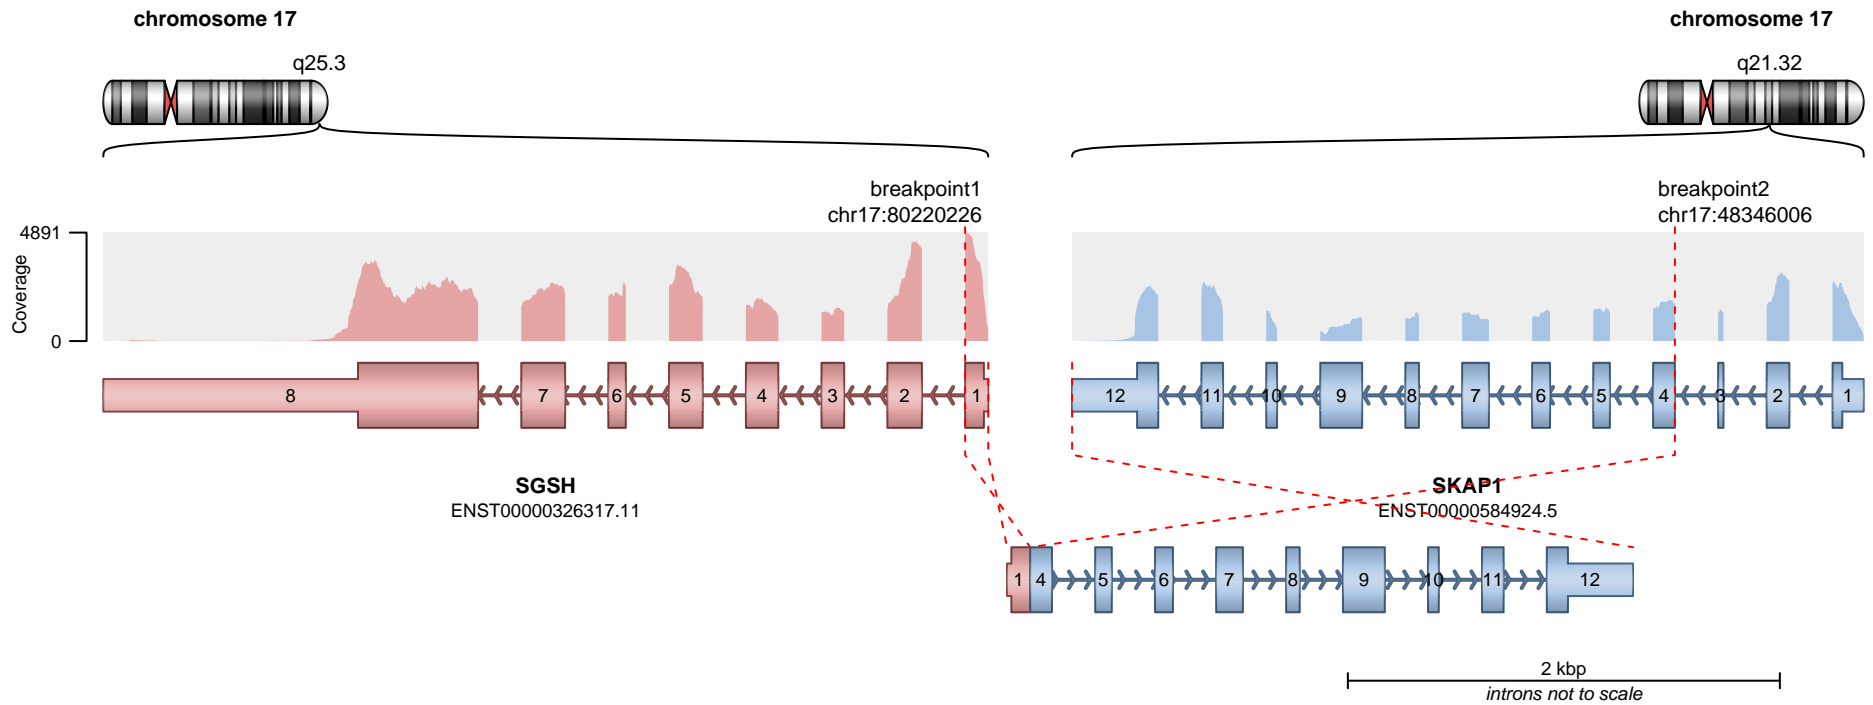 chromosome 17
chromosome 17
q25.3
q21.32
breakpoint1
chr17:80220226
breakpoint2
chr17:48346006
4891
Coverage
0
8 7 6 5 4 3 2 1
12 11 10 9 8 7 6 5 4 3 2 1
SGSH
ENST00000326317.11
SKAP1
ENST00000584924.5
1 4 5 6 7 8 9 10 11 12
2 kbp
introns not to scale